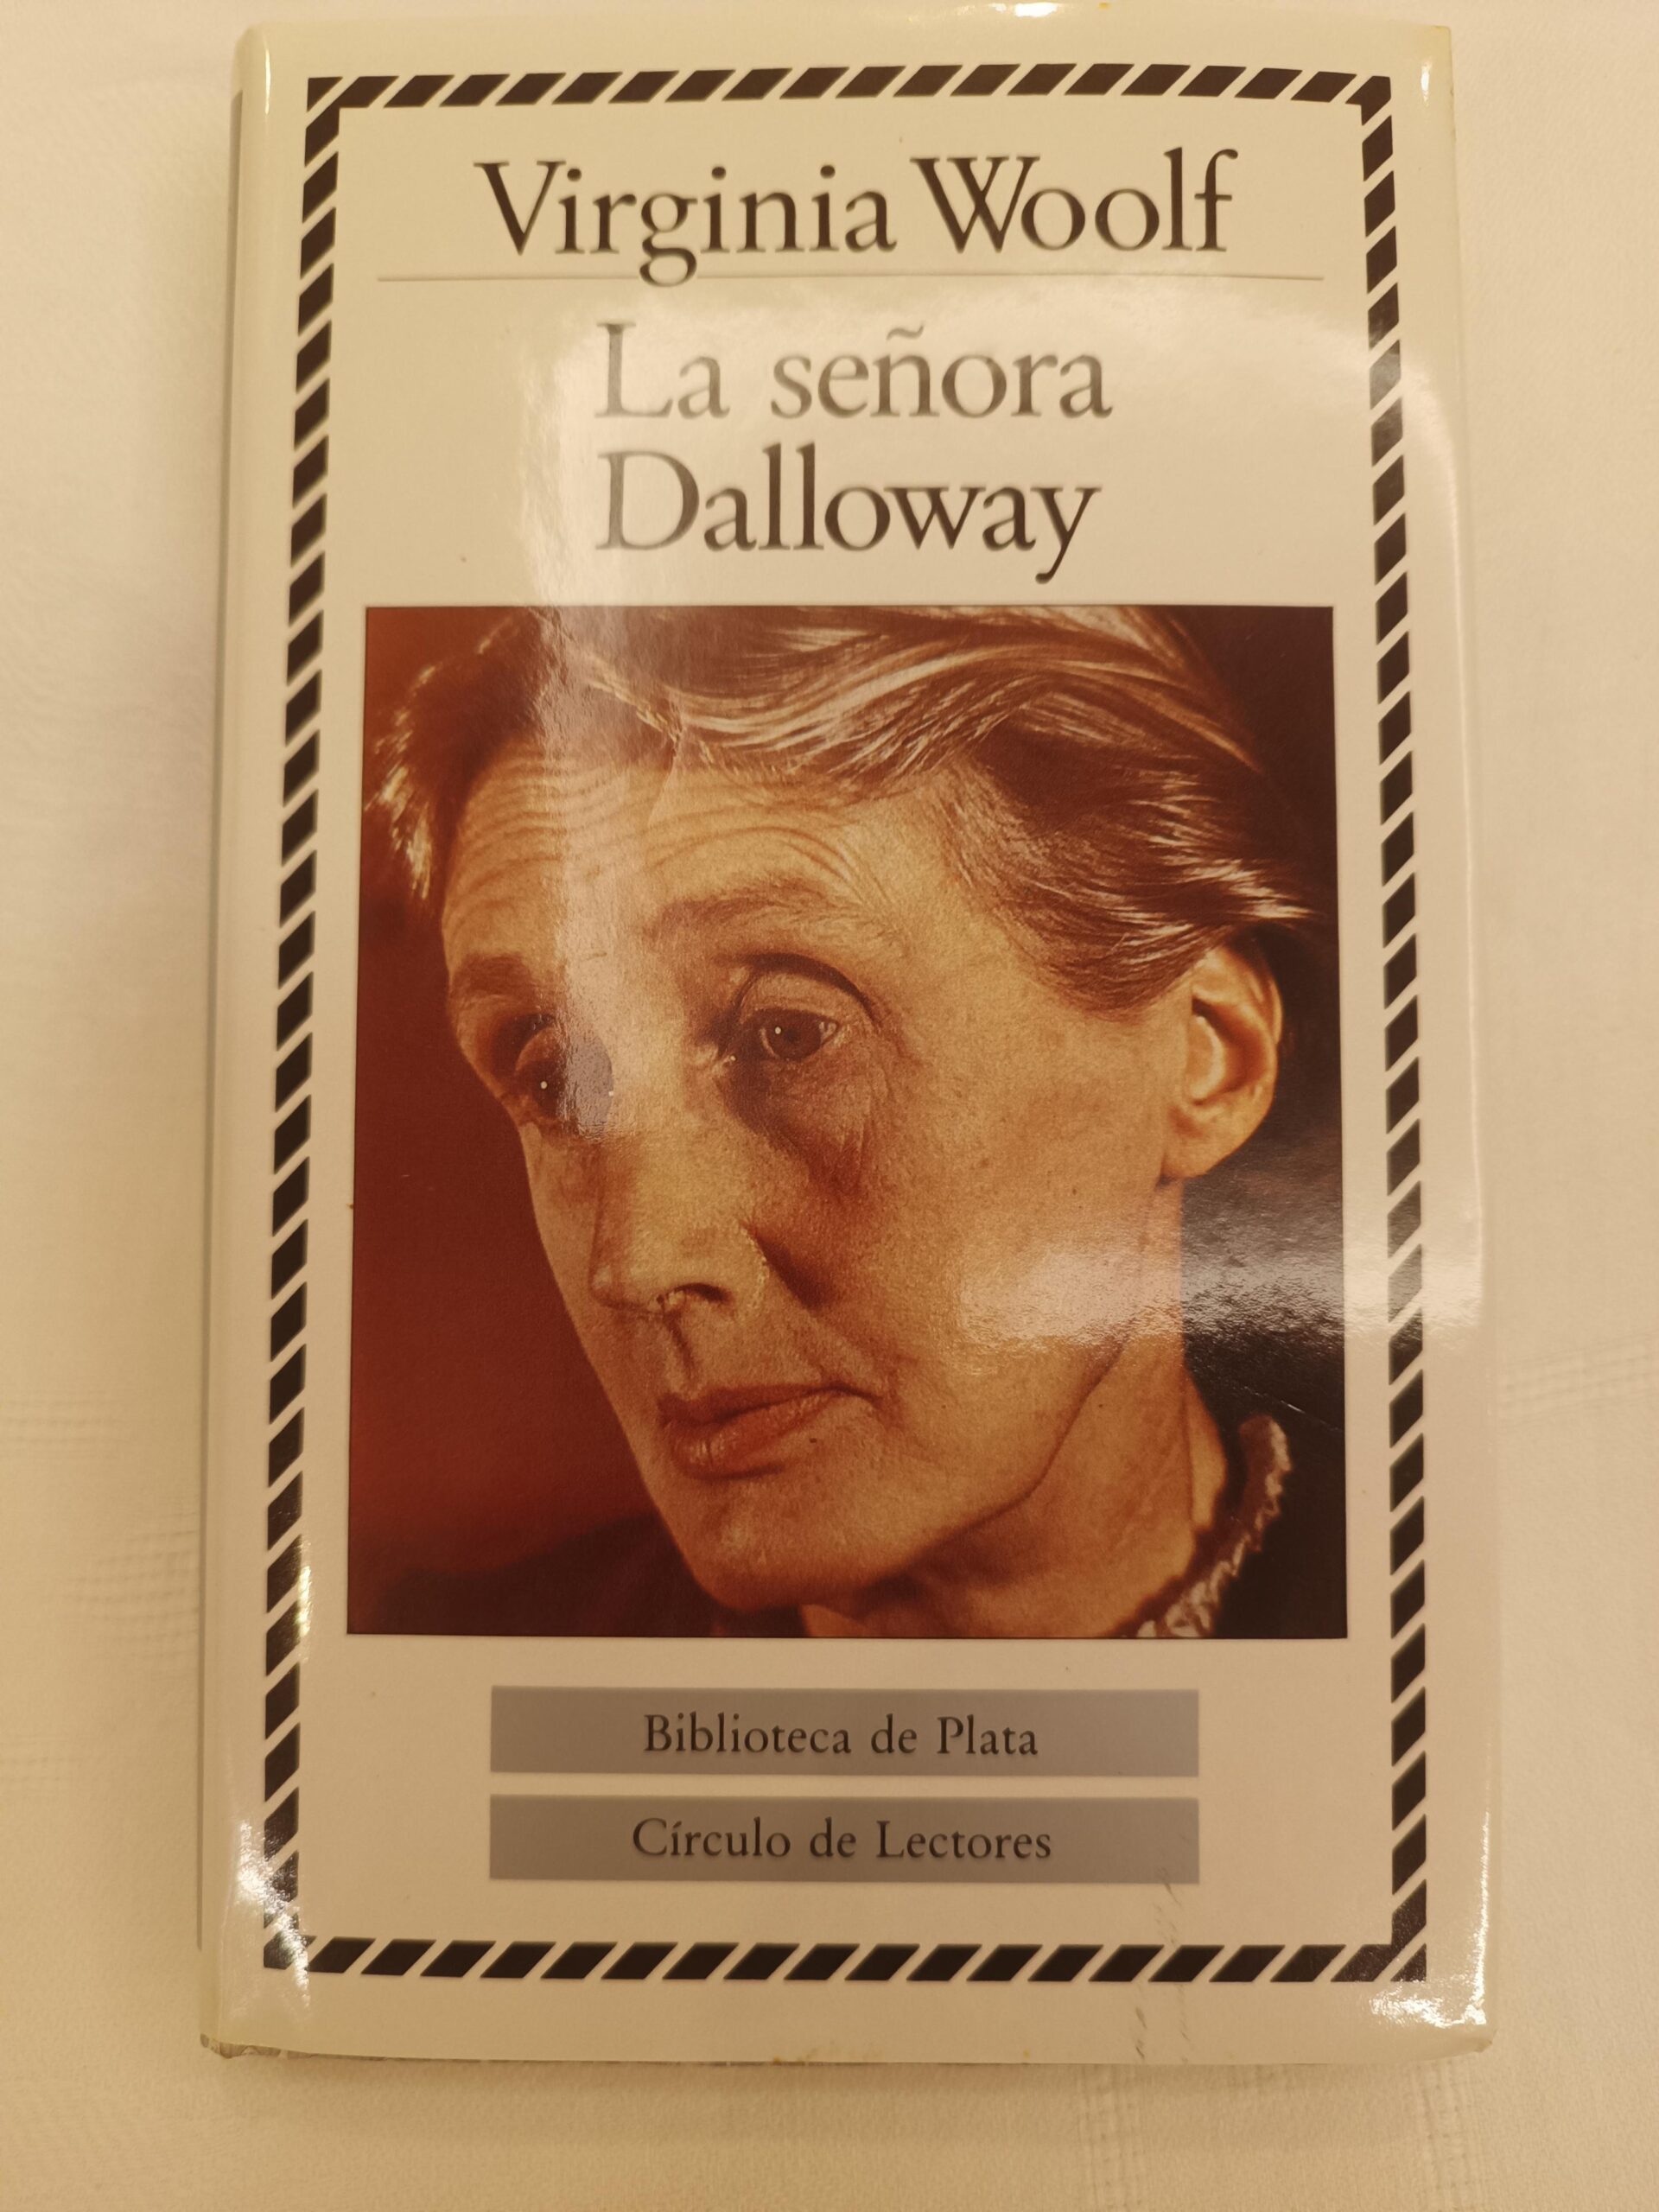 Virginia Woolf
La señora
Dalloway
Biblioteca de Plata
Círculo de Lectores